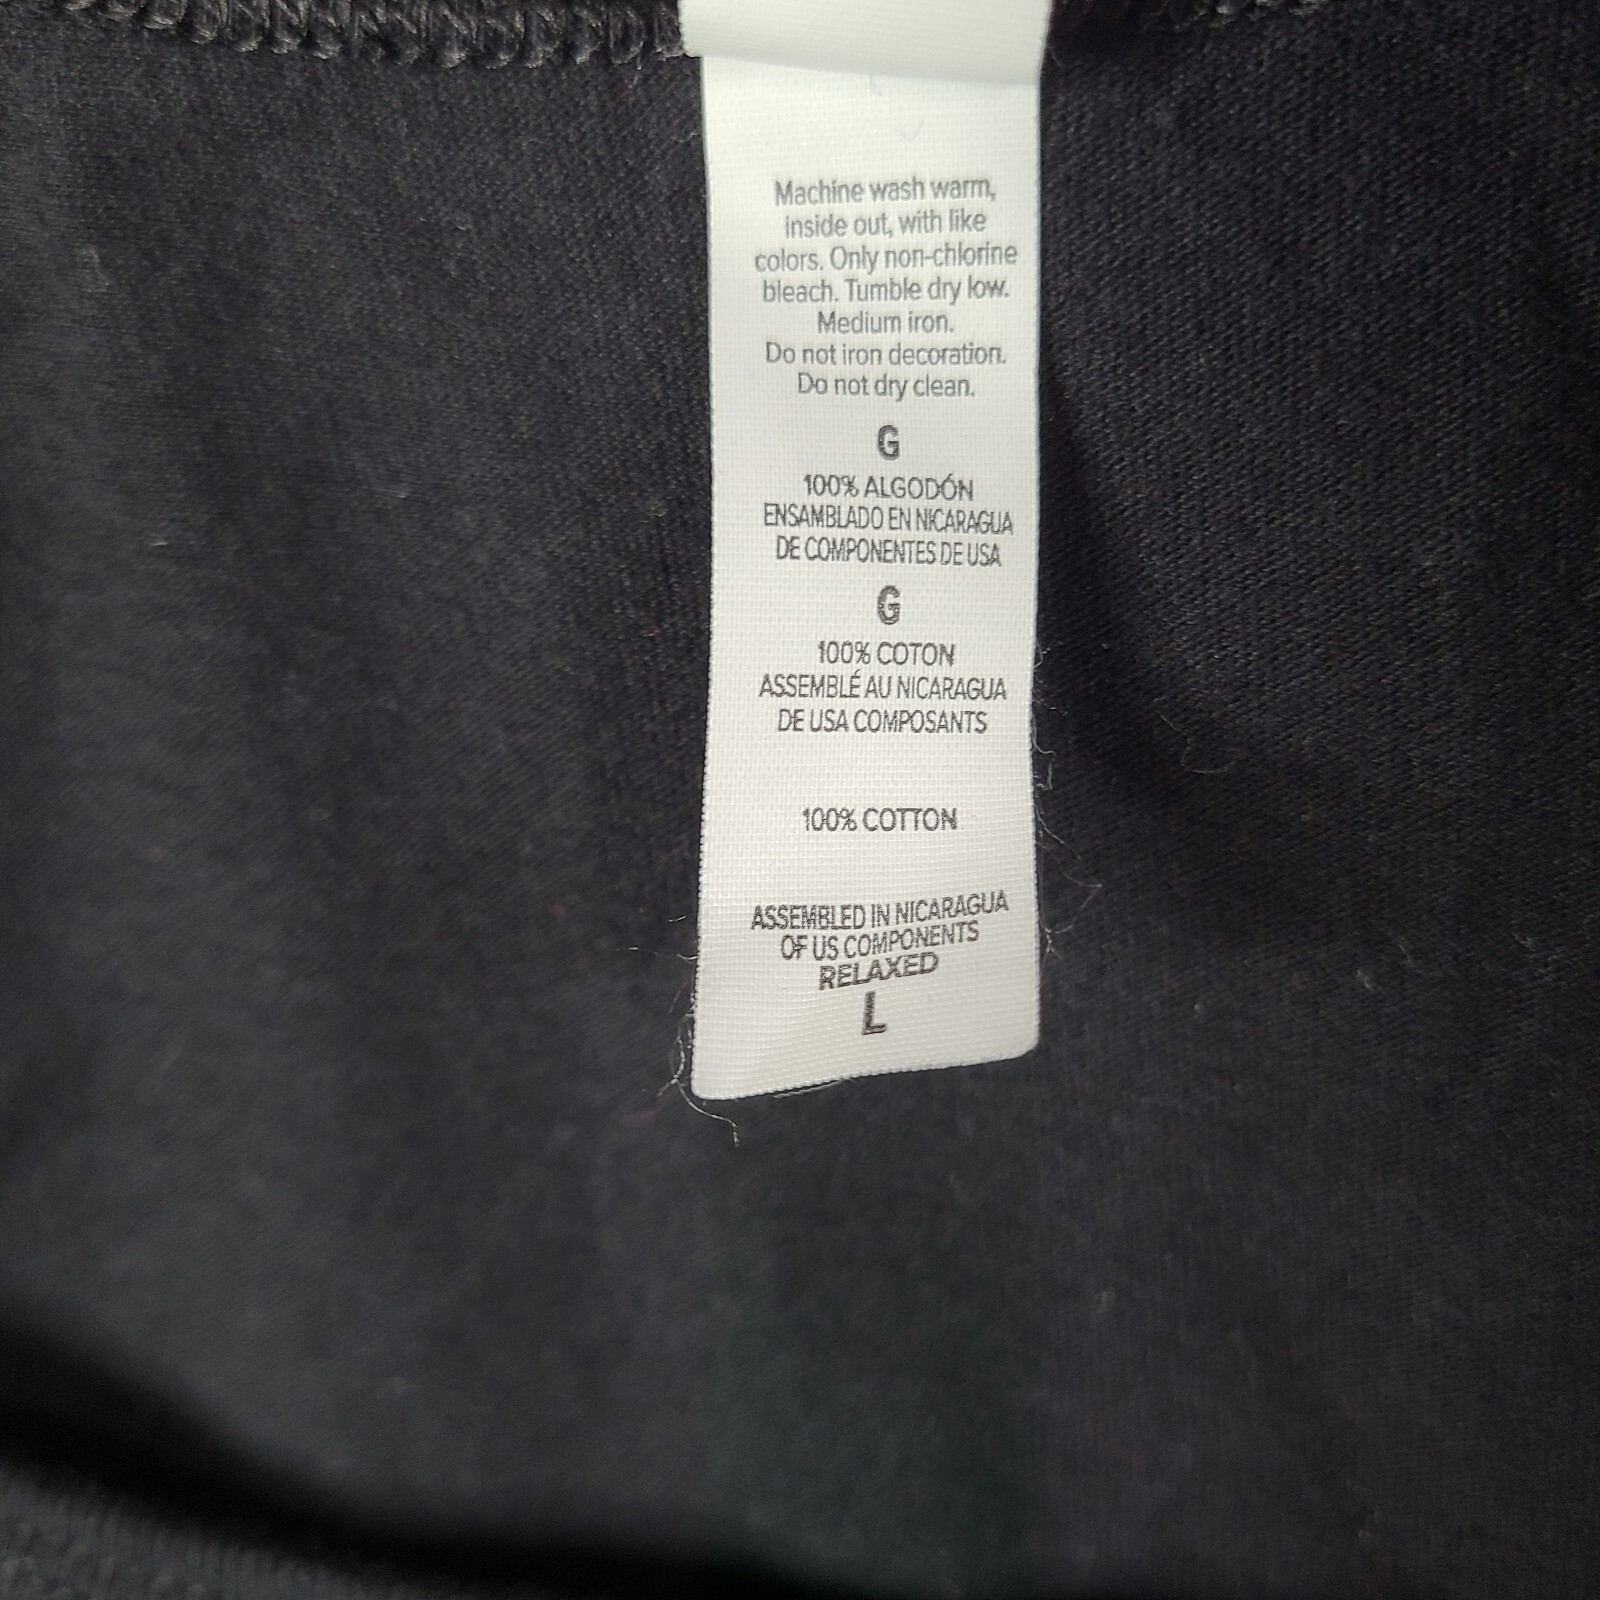 Machine wash warm,
inside out, with like
colors. Only non-chlorine
bleach. Tumble dry low.
Medium iron.
Do not iron decoration.
Do not dry clean.
G
100% ALGODÓN
ENSAMBLADO EN NICARAGUA
DE COMPONENTES DE USA
G
100% COTON
ASSEMBLÉ AU NICARAGUA
DE USA COMPOSANTS
100% COTTON
ASSEMBLED IN NICARAGUA
OF US COMPONENTS
RELAXED
L